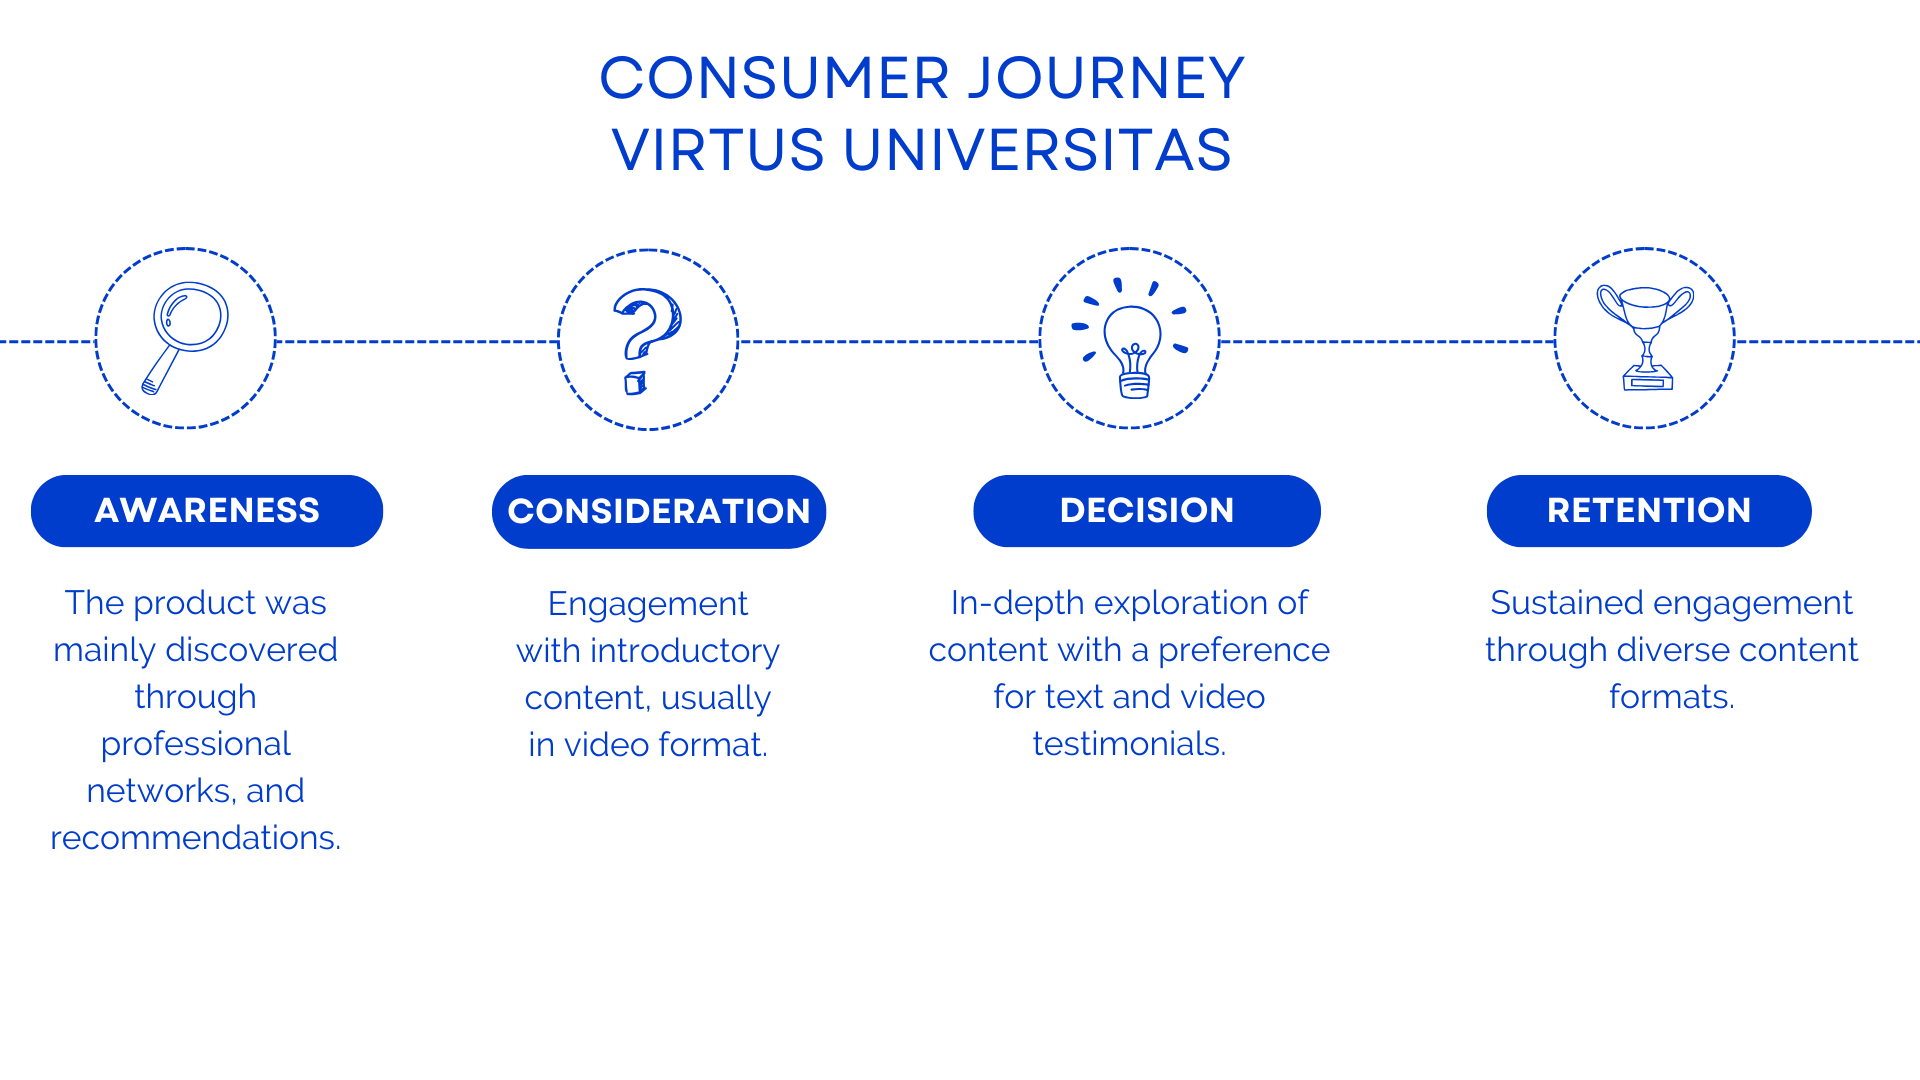 CONSUMER JOURNEY
VIRTUS UNIVERSITAS
AWARENESS
The product was
mainly discovered
through
professional
networks, and
recommendations.
CONSIDERATION
Engagement
with introductory
content, usually
in video format.
DECISION
In-depth exploration of
content with a preference
for text and video
testimonials.
RETENTION
Sustained engagement
through diverse content
formats.